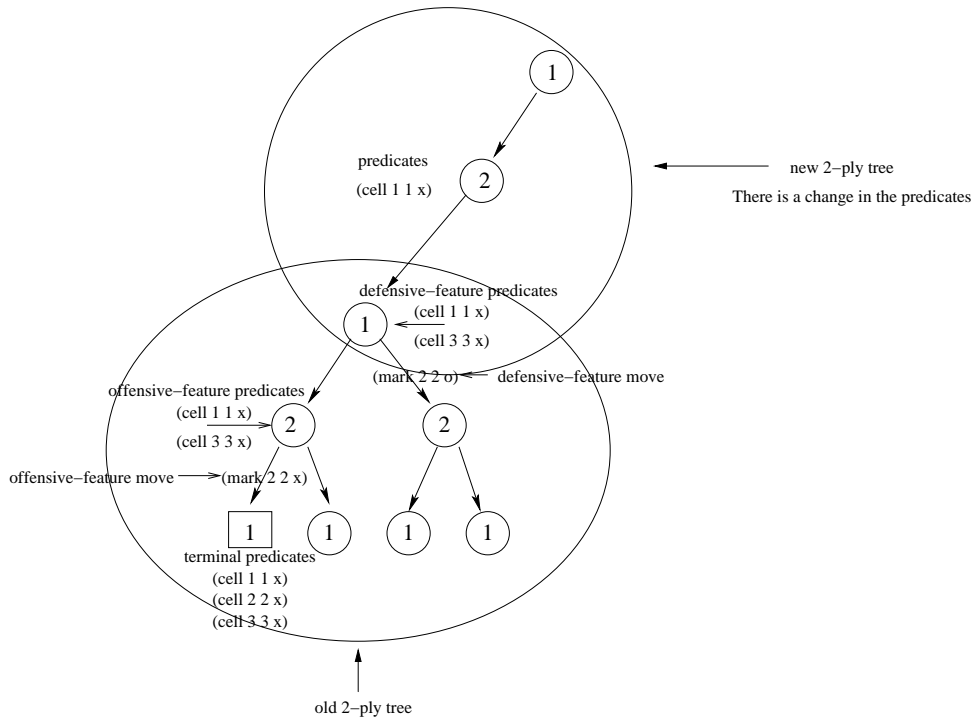 1
predicates
(cell 1 1 x)
2
new 2−ply tree
There is a change in the predicates
defensive−feature predicates
1
(cell 1 1 x)
(cell 3 3 x)
(mark 2 2 o)
defensive−feature move
offensive−feature predicates
(cell 1 1 x)
(cell 3 3 x)
2
2
offensive−feature move
(mark 2 2 x)
1
1
1
1
terminal predicates
(cell 1 1 x)
(cell 2 2 x)
(cell 3 3 x)
old 2−ply tree